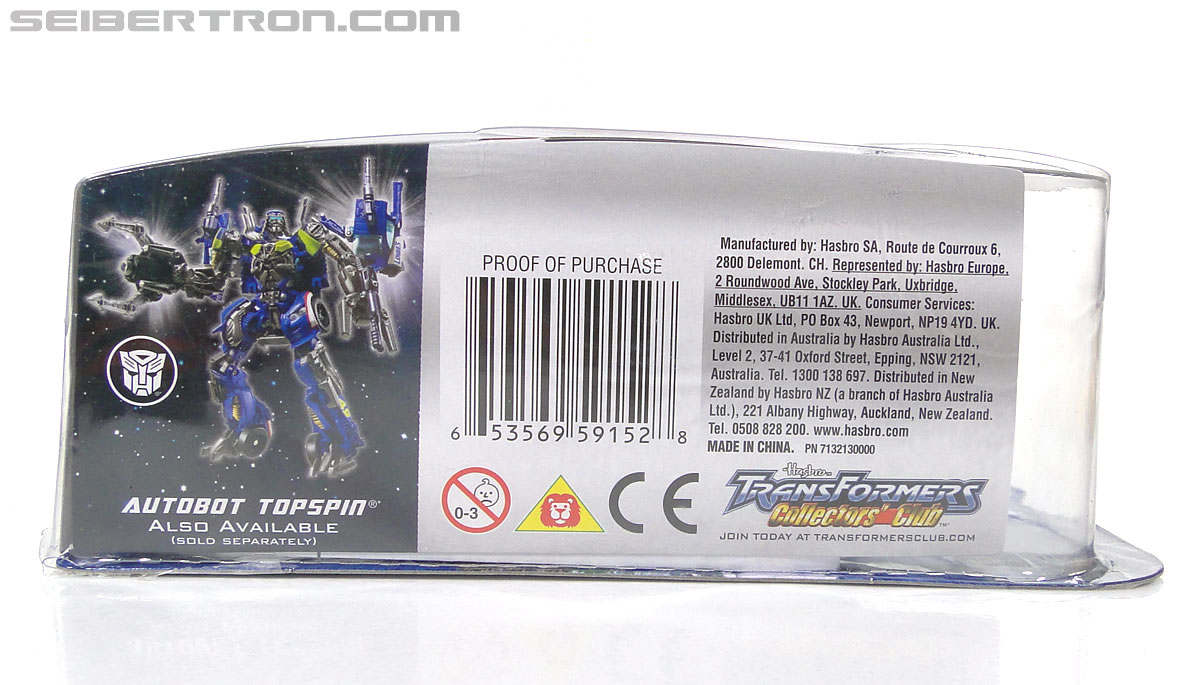 SEIBERTRON.COM
PROOF OF PURCHASE
6 53569 59152 8
Manufactured by: Hasbro SA, Route de Courroux 6,
2800 Delemont. CH. Represented by: Hasbro Europe,
2 Roundwood Ave, Stockley Park, Uxbridge,
Middlesex, UB11 1AZ. UK. Consumer Services:
Hasbro UK Ltd, PO Box 43, Newport, NP19 4YD. UK.
Distributed in Australia by Hasbro Australia Ltd.,
Level 2, 37-41 Oxford Street, Epping, NSW 2121,
Australia. Tel. 1300 138 697. Distributed in New
Zealand by Hasbro NZ (a branch of Hasbro Australia
Ltd.), 221 Albany Highway, Auckland, New Zealand.
Tel. 0508 828 200. www.hasbro.com
MADE IN CHINA. PN 7132130000
AUTOBOT TOPSPIN®
ALSO AVAILABLE
(SOLD SEPARATELY)
0-3
CE
Hasbro
TRANSFORMERS
Collectors' Club™
JOIN TODAY AT TRANSFORMERSCLUB.COM